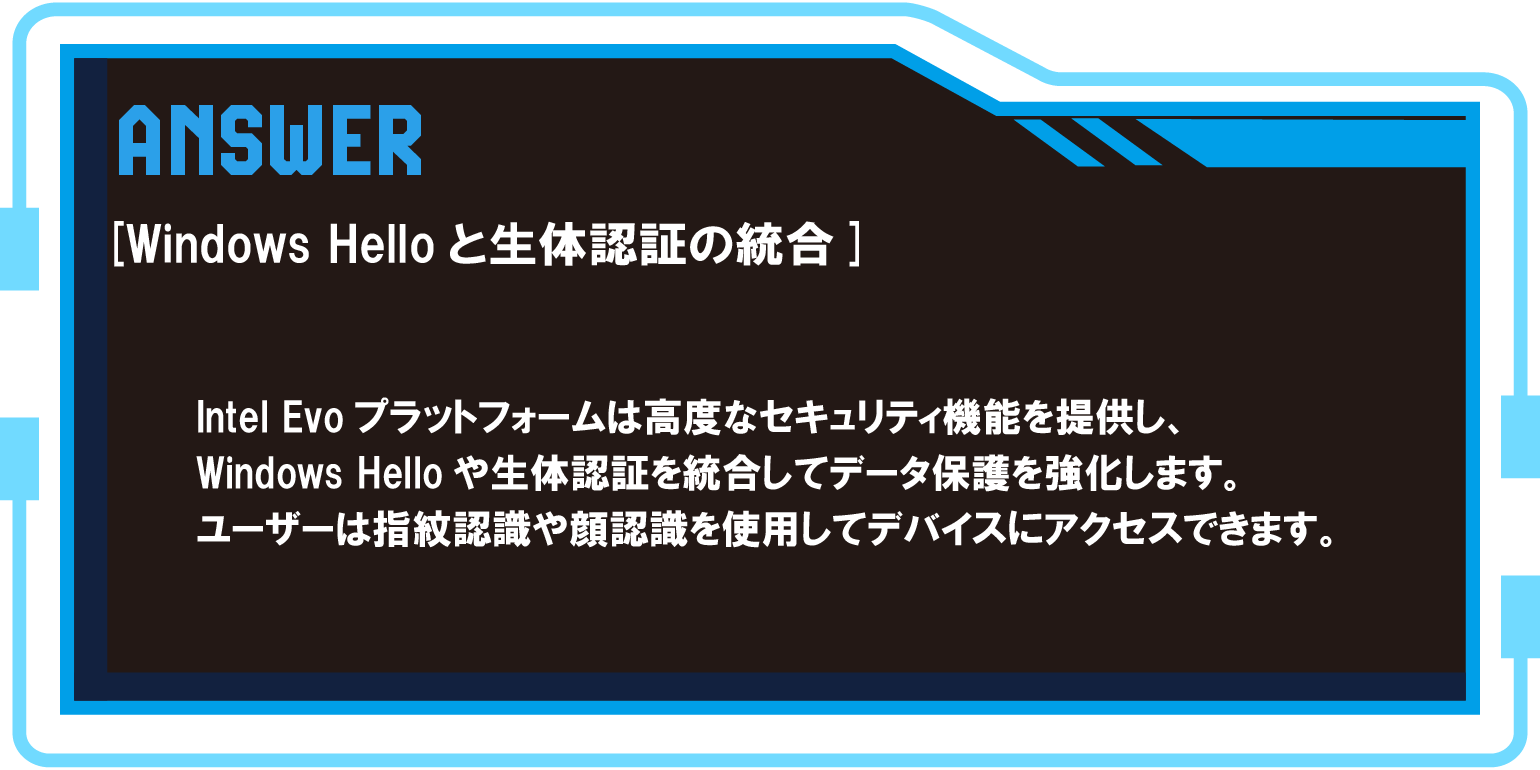 ANSWER
[Windows Hello と生体認証の統合 ]
Intel Evo プラットフォームは高度なセキュリティ機能を提供し、
Windows Hello や生体認証を統合してデータ保護を強化します。
ユーザーは指紋認識や顔認識を使用してデバイスにアクセスできます。